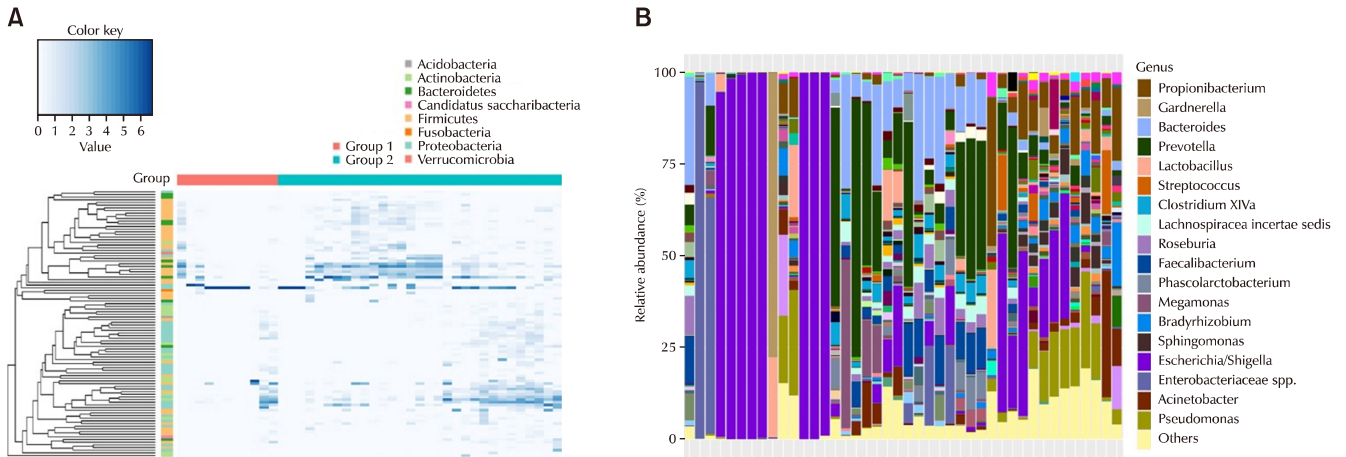 A
Color key
0 1 2 3 4 5 6
Value
Group 1
Group 2
Acidobacteria
Actinobacteria
Bacteroidetes
Candidatus saccharibacteria
Firmicutes
Fusobacteria
Proteobacteria
Verrucomicrobia
Group
B
Relative abundance (%)
100
75
50
25
0
Genus
Propionibacterium
Gardnerella
Bacteroides
Prevotella
Lactobacillus
Streptococcus
Clostridium XIVa
Lachnospiracea incertae sedis
Roseburia
Faecalibacterium
Phascolarctobacterium
Megamonas
Bradyrhizobium
Sphingomonas
Escherichia/Shigella
Enterobacteriaceae spp.
Acinetobacter
Pseudomonas
Others